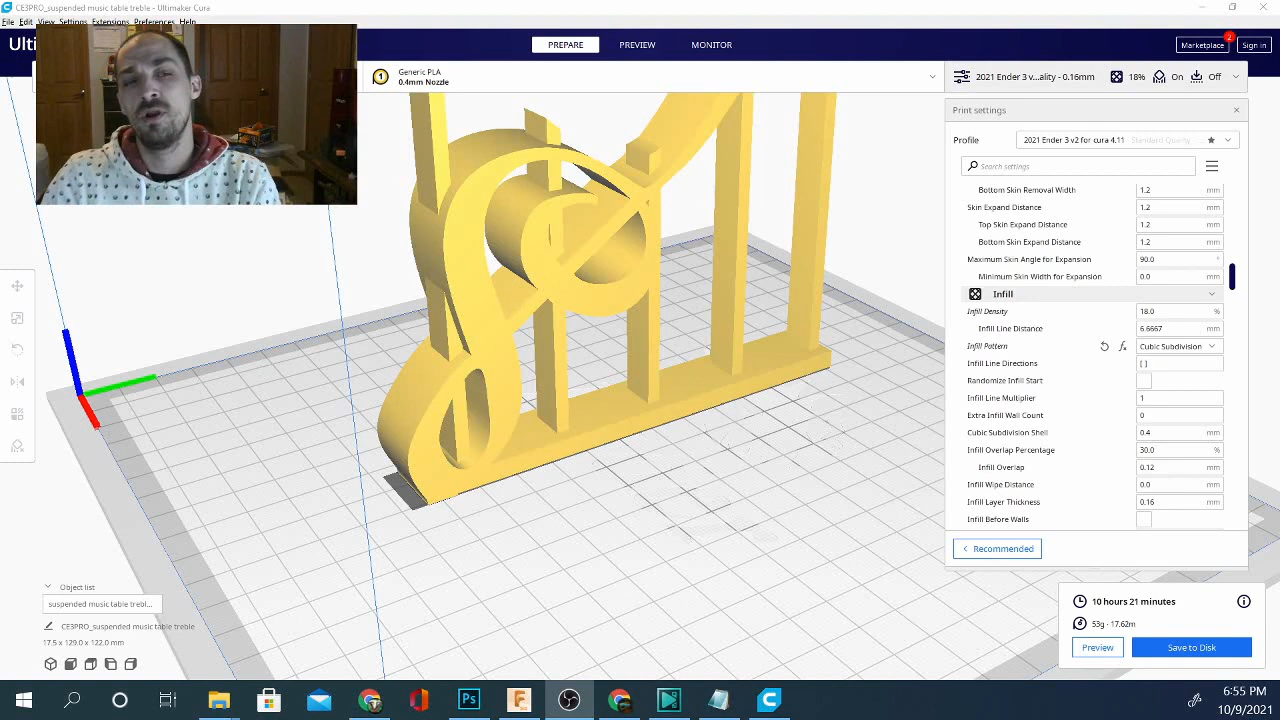 CE3PRO_suspended music table treble - Ultimaker Cura
File Edit View Settings Extensions Preferences Help
Ulti
PREPARE PREVIEW MONITOR
Marketplace 2 Sign in
1 Generic PLA
0.4mm Nozzle
2021 Ender 3 v...ality - 0.16mm 18% On Off
Print settings
Profile 2021 Ender 3 v2 for cura 4.11 - Standard Quality
Search settings
Bottom Skin Removal Width 1.2 mm
Skin Expand Distance 1.2 mm
Top Skin Expand Distance 1.2 mm
Bottom Skin Expand Distance 1.2 mm
Maximum Skin Angle for Expansion 90.0 °
Minimum Skin Width for Expansion 0.0 mm
Infill
Infill Density 18.0 %
Infill Line Distance 6.6667 mm
Infill Pattern Cubic Subdivision
Infill Line Directions [ ]
Randomize Infill Start
Infill Line Multiplier 1
Extra Infill Wall Count 0
Cubic Subdivision Shell 0.4 mm
Infill Overlap Percentage 30.0 %
Infill Overlap 0.12 mm
Infill Wipe Distance 0.0 mm
Infill Layer Thickness 0.16 mm
Infill Before Walls
Recommended
Object list
suspended music table trebl...
CE3PRO_suspended music table treble
17.5 x 129.0 x 122.0 mm
10 hours 21 minutes
53g · 17.62m
Preview Save to Disk
Ps
F
:55 PM
10/9/2021